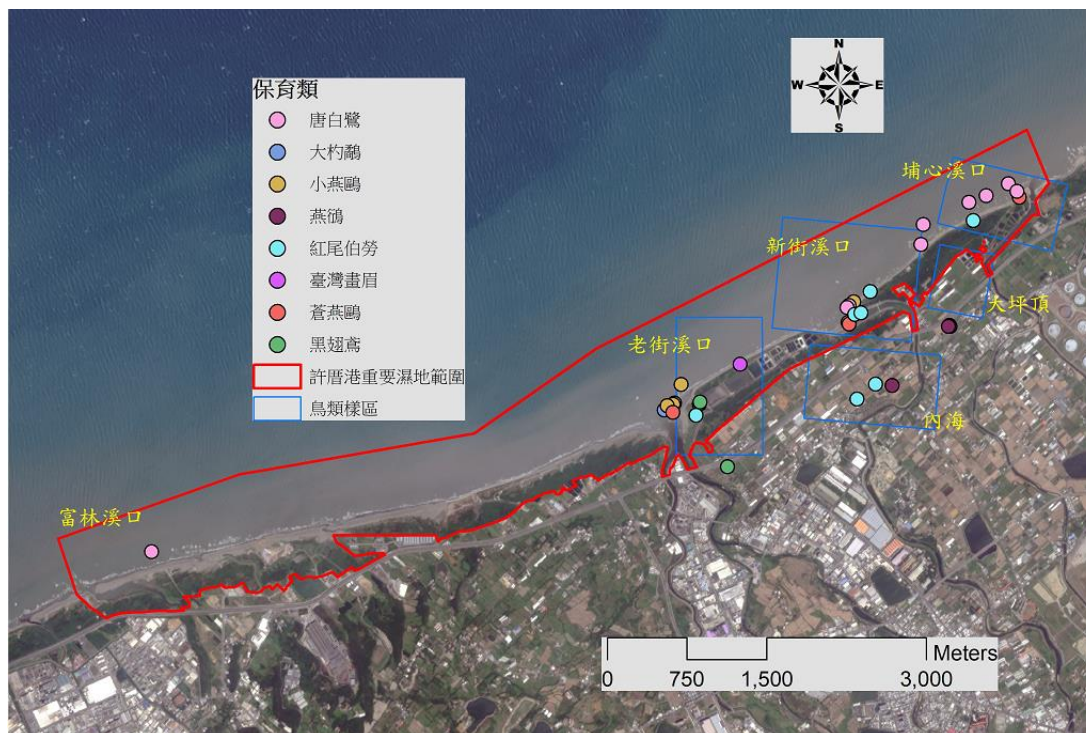 保育類
唐白鷺
大杓鷸
小燕鷗
燕鴴
紅尾伯勞
臺灣畫眉
蒼燕鷗
黑翅鳶
許厝港重要濕地範圍
鳥類樣區
N
W E
S
埔心溪口
新街溪口
大坪頂
老街溪口
內海
富林溪口
Meters
0 750 1,500 3,000